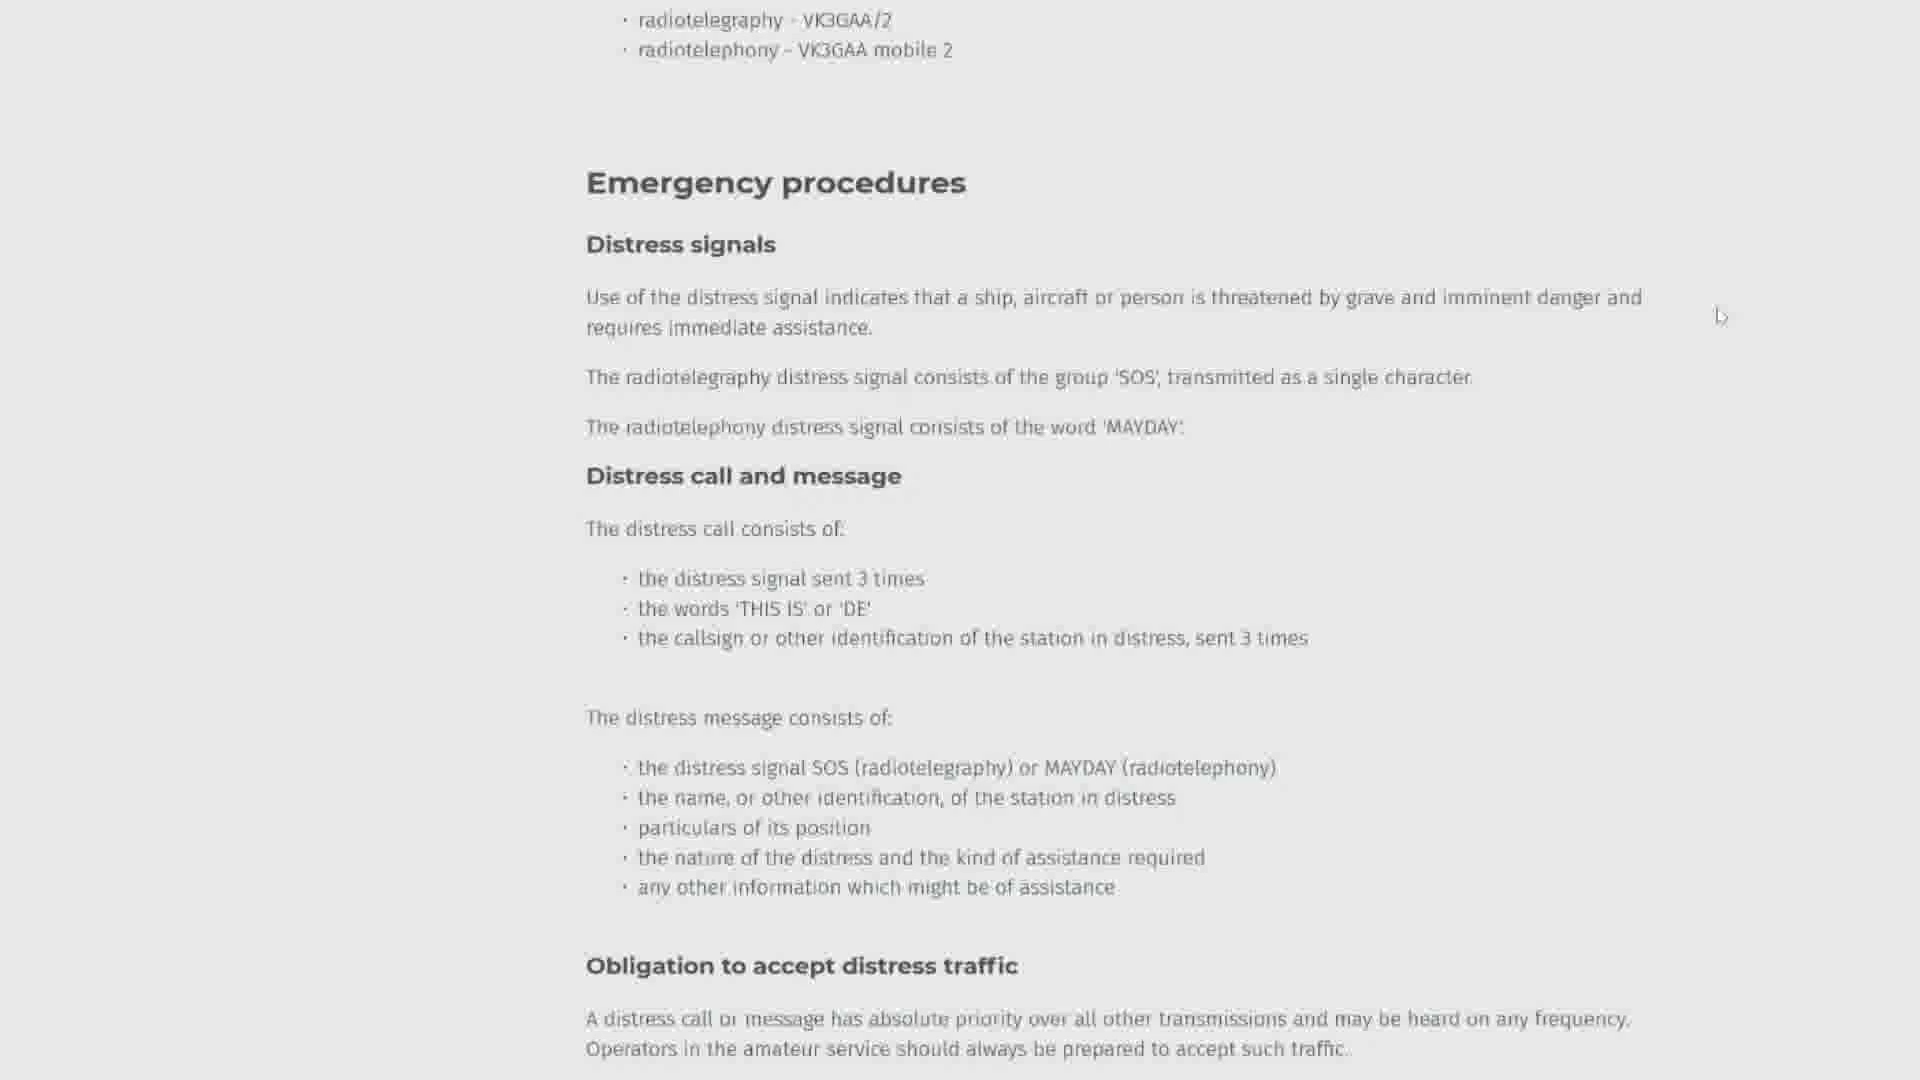 · radiotelegraphy - VK3GAA/2
· radiotelephony - VK3GAA mobile 2
Emergency procedures
Distress signals
Use of the distress signal indicates that a ship, aircraft or person is threatened by grave and imminent danger and
requires immediate assistance.
The radiotelegraphy distress signal consists of the group ‘SOS’, transmitted as a single character.
The radiotelephony distress signal consists of the word ‘MAYDAY’.
Distress call and message
The distress call consists of:
· the distress signal sent 3 times
· the words ‘THIS IS’ or ‘DE’
· the callsign or other identification of the station in distress, sent 3 times
The distress message consists of:
· the distress signal SOS (radiotelegraphy) or MAYDAY (radiotelephony)
· the name, or other identification, of the station in distress
· particulars of its position
· the nature of the distress and the kind of assistance required
· any other information which might be of assistance
Obligation to accept distress traffic
A distress call or message has absolute priority over all other transmissions and may be heard on any frequency.
Operators in the amateur service should always be prepared to accept such traffic.